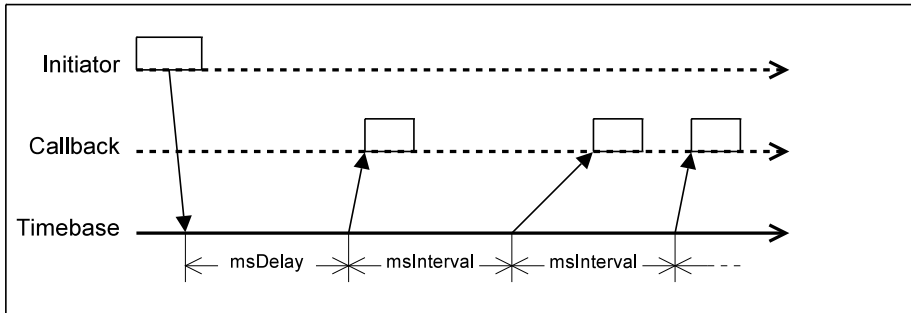 Initiator
Callback
Timebase
msDelay
msInterval
msInterval